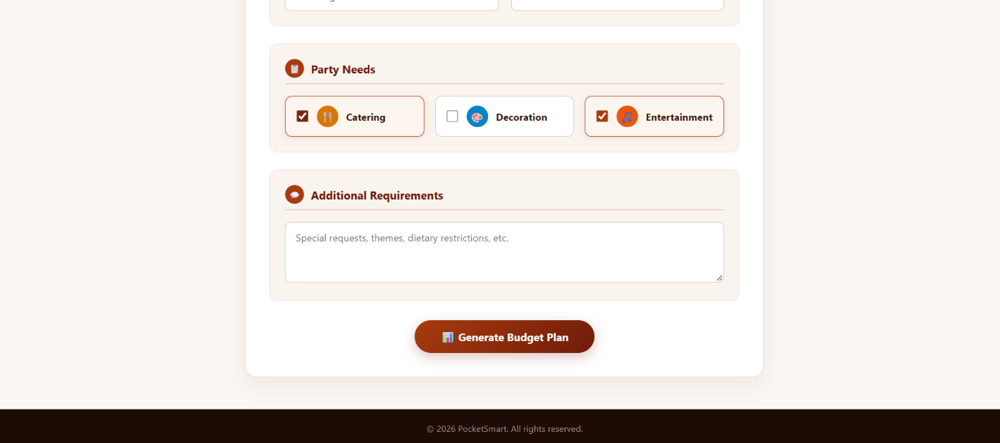 Party Needs
Catering
Decoration
Entertainment
Additional Requirements
Special requests, themes, dietary restrictions, etc.
Generate Budget Plan
© 2026 PocketSmart. All rights reserved.